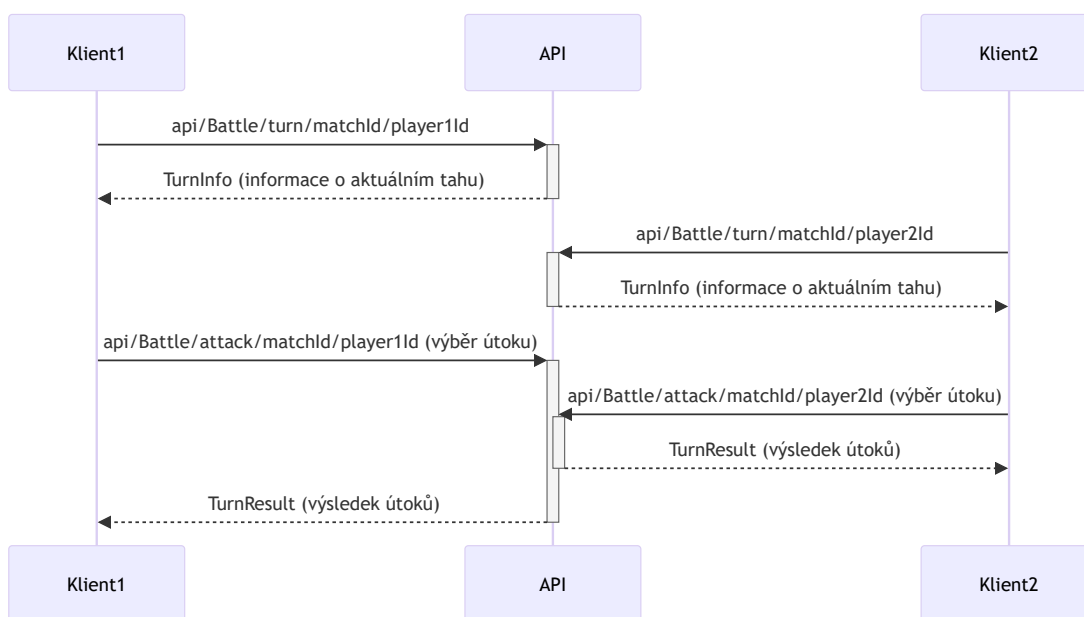 Klient1
API
Klient2
api/Battle/turn/matchId/player1Id
TurnInfo (informace o aktuálním tahu)
api/Battle/turn/matchId/player2Id
TurnInfo (informace o aktuálním tahu)
api/Battle/attack/matchId/player1Id (výběr útoku)
api/Battle/attack/matchId/player2Id (výběr útoku)
TurnResult (výsledek útoků)
TurnResult (výsledek útoků)
Klient1
API
Klient2